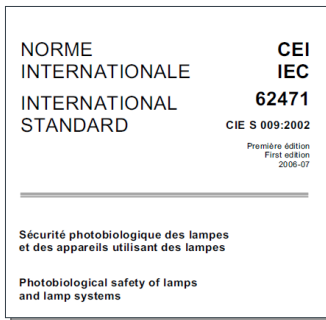 NORME
INTERNATIONALE
INTERNATIONAL
STANDARD
CEI
IEC
62471
CIE S 009:2002
Première édition
First edition
2006-07
Sécurité photobiologique des lampes
et des appareils utilisant des lampes
Photobiological safety of lamps
and lamp systems